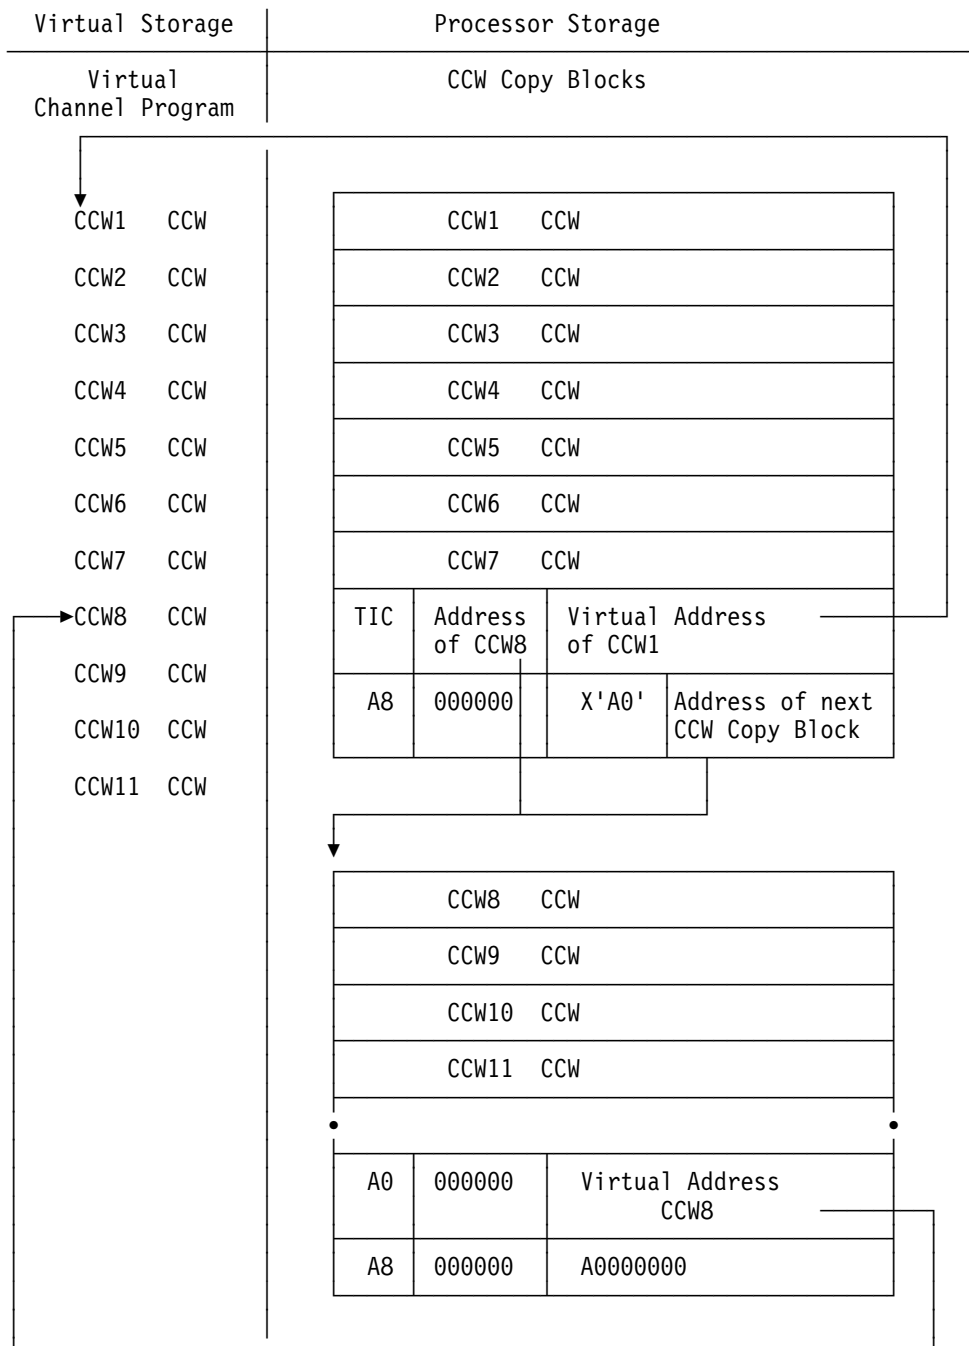 Virtual Storage Processor Storage
Virtual CCW Copy Blocks
Channel Program
CCW1 CCW CCW1 CCW
CCW2 CCW CCW2 CCW
CCW3 CCW CCW3 CCW
CCW4 CCW CCW4 CCW
CCW5 CCW CCW5 CCW
CCW6 CCW CCW6 CCW
CCW7 CCW CCW7 CCW
CCW8 CCW TIC Address Virtual Address
of CCW8 of CCW1
CCW9 CCW
A8 000000 X'A0' Address of next
CCW10 CCW CCW Copy Block
CCW11 CCW
CCW8 CCW
CCW9 CCW
CCW10 CCW
CCW11 CCW
A0 000000 Virtual Address
CCW8
A8 000000 A0000000